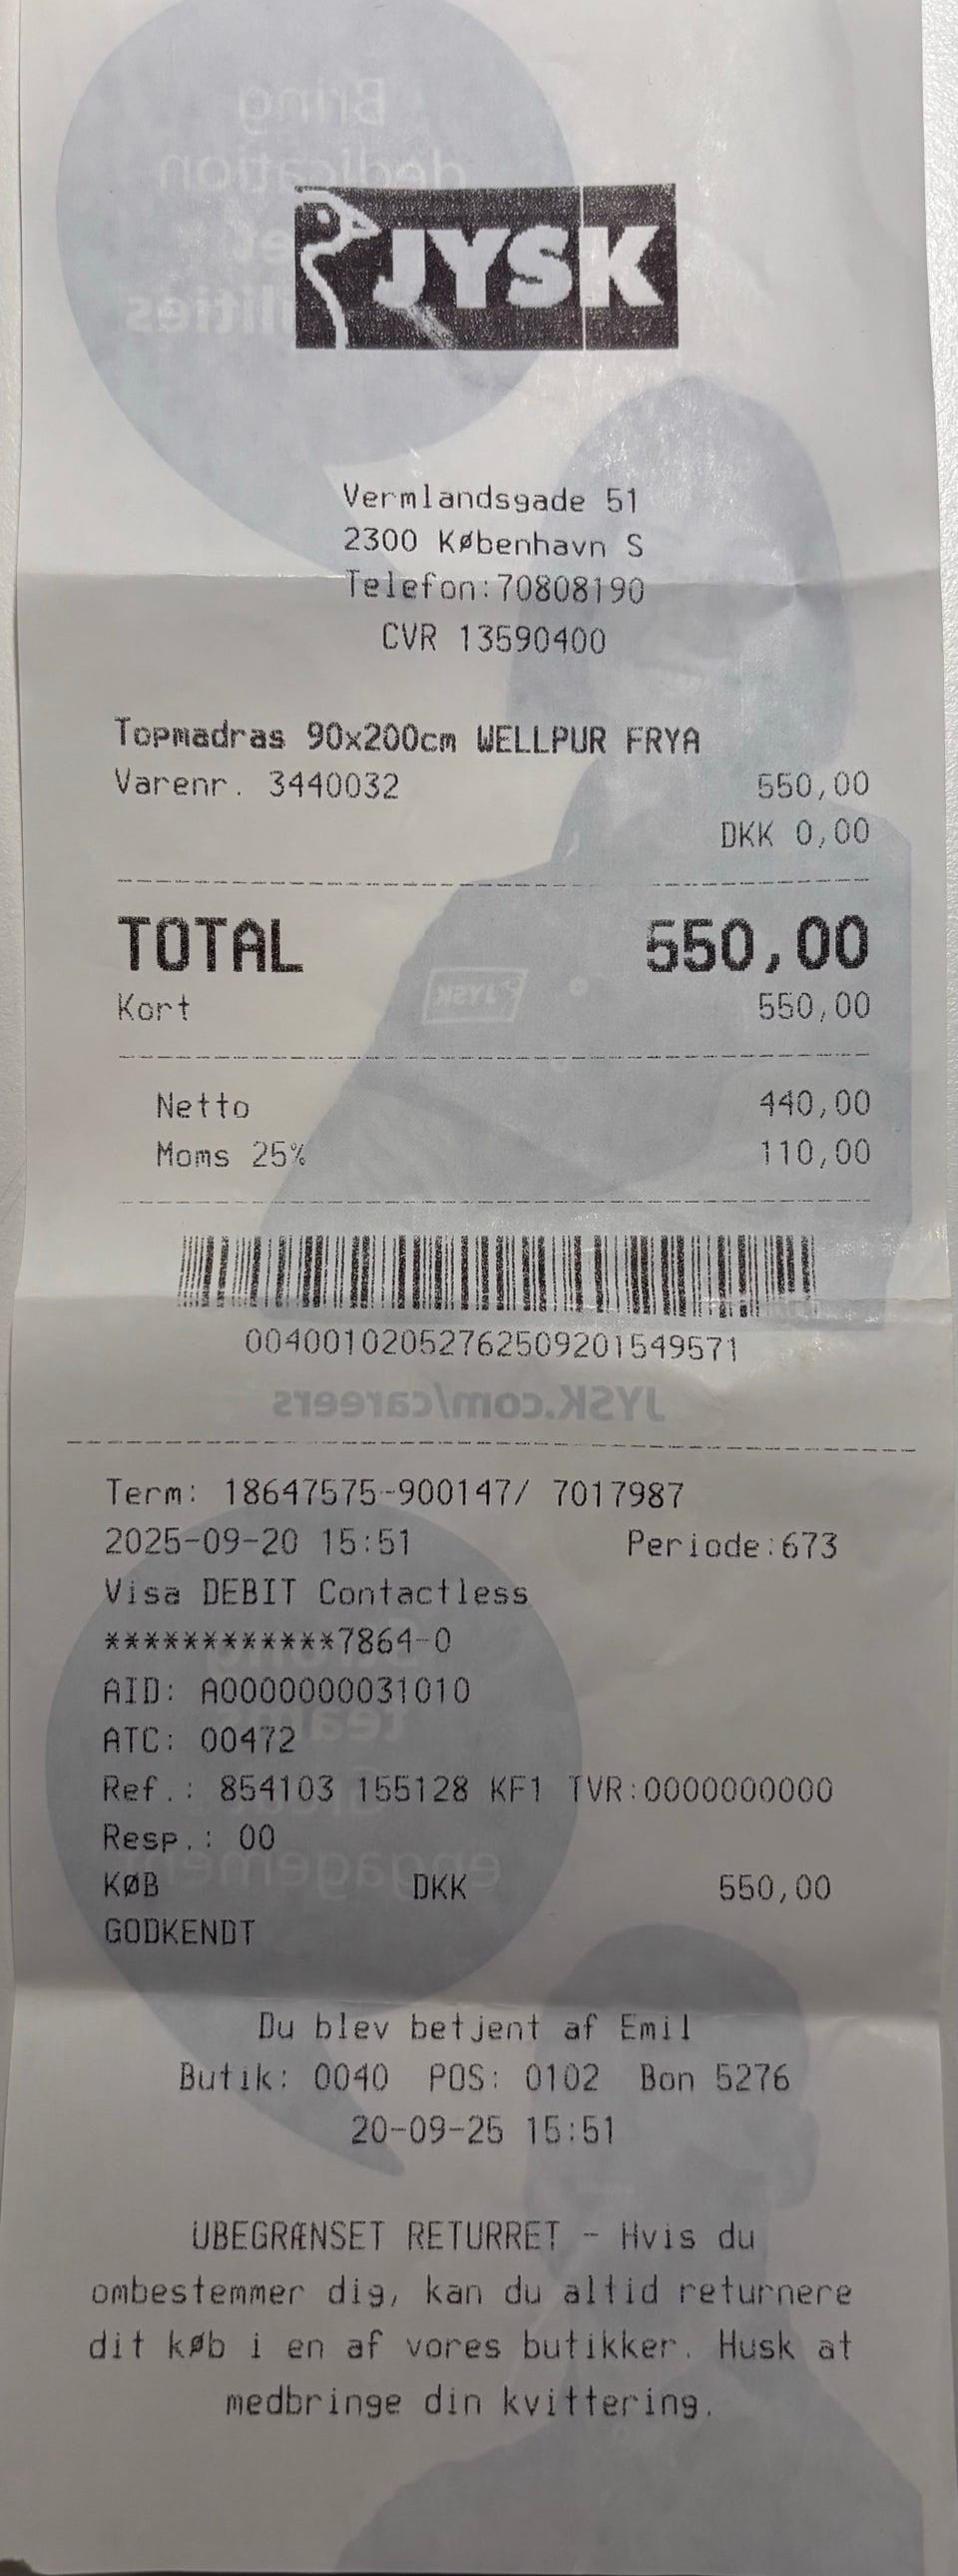 JYSK
Vermlandsgade 51
2300 København S
Telefon:70808190
CVR 13590400
Topmadras 90x200cm WELLPUR FRYA
Varenr. 3440032 550,00
DKK 0,00
TOTAL 550,00
Kort 550,00
Netto 440,00
Moms 25% 110,00
00400102052762509201549571
JYSK.com/careers
Term: 18647575-900147/ 7017987
2025-09-20 15:51 Periode:673
Visa DEBIT Contactless
************7864-0
AID: A0000000031010
ATC: 00472
Ref.: 854103 155128 KF1 TVR:0000000000
Resp.: 00
KØB DKK 550,00
GODKENDT
Du blev betjent af Emil
Butik: 0040 POS: 0102 Bon 5276
20-09-25 15:51
UBEGRÆNSET RETURRET - Hvis du
ombestemmer dig, kan du altid returnere
dit køb i en af vores butikker. Husk at
medbringe din kvittering.